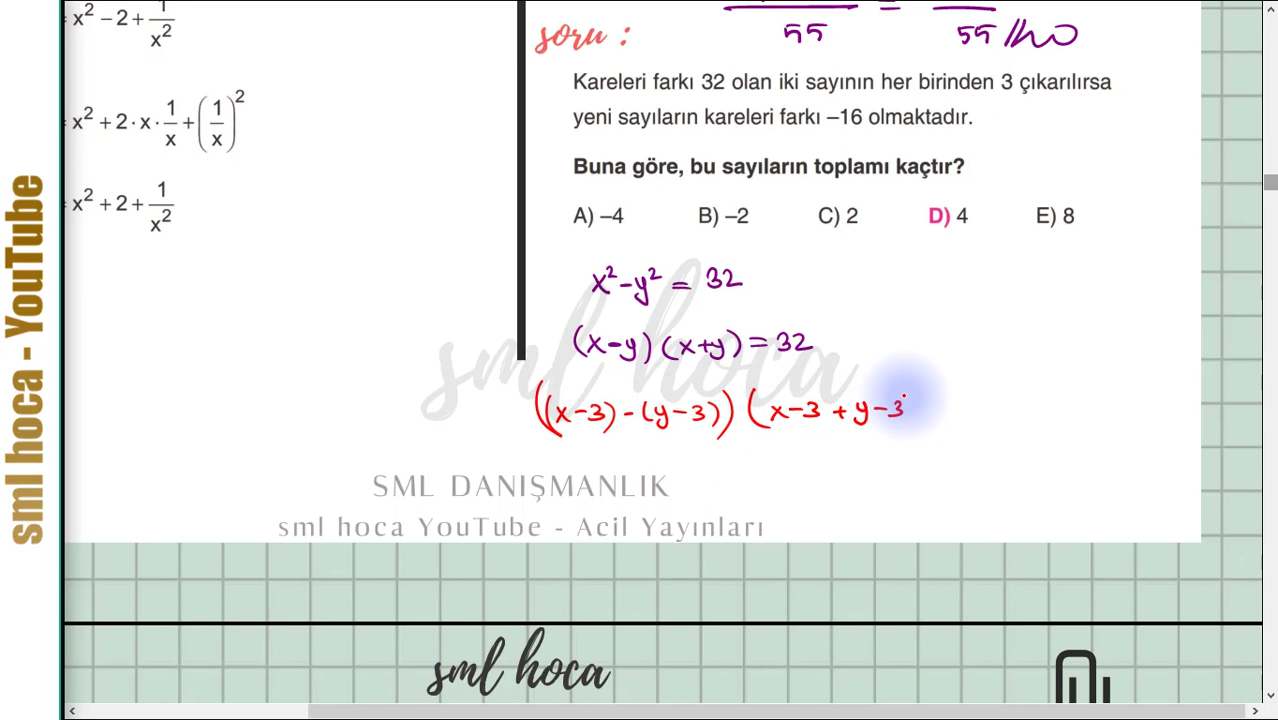 x² − 2 + 1/x²
x² + 2 · x · 1/x + (1/x)²
x² + 2 + 1/x²
sml hoca - YouTube
= 
55 55
soru :
Kareleri farkı 32 olan iki sayının her birinden 3 çıkarılırsa
yeni sayıların kareleri farkı –16 olmaktadır.
Buna göre, bu sayıların toplamı kaçtır?
A) –4 B) –2 C) 2 D) 4 E) 8
x² − y² = 32
(x−y) (x+y) = 32
((x−3) − (y−3)) (x−3 + y−3
sml hoca
SML DANIŞMANLIK
sml hoca YouTube - Acil Yayınları
sml hoca